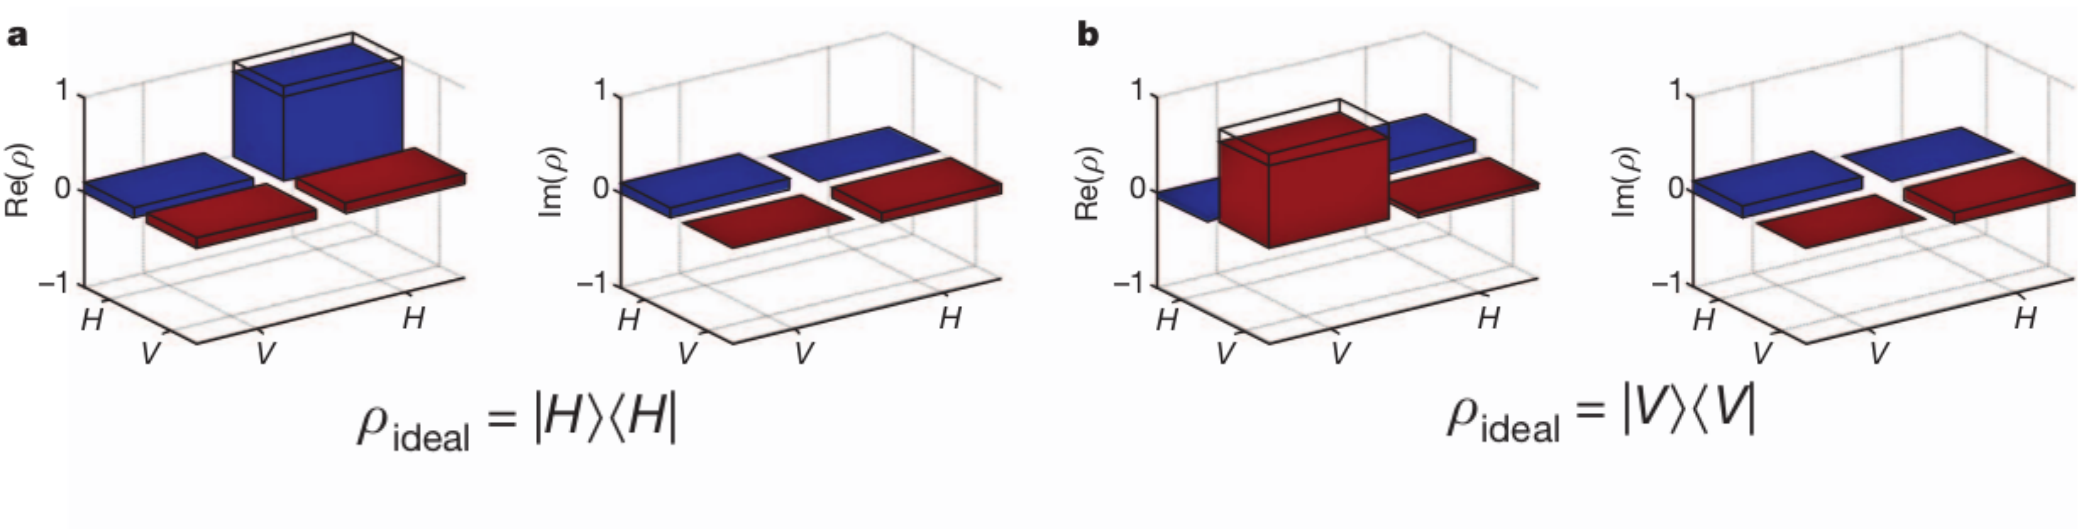 a
b
1
0
−1
Re(ρ)
H
V
V
H
1
0
−1
Im(ρ)
H
V
V
H
1
0
−1
Re(ρ)
H
V
V
H
1
0
−1
Im(ρ)
H
V
V
H
ρideal = |H⟩⟨H|
ρideal = |V⟩⟨V|